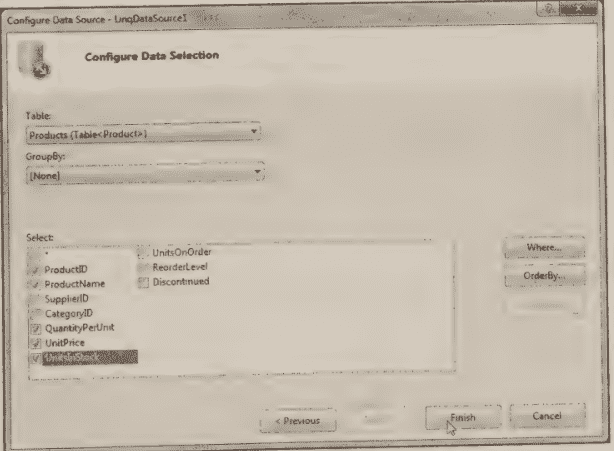 Configure Data Source - LinqDataSource1
Configure Data Selection
Table:
Products (Table<Product>)
GroupBy:
(None)
Select:
*
ProductID
ProductName
SupplierID
CategoryID
QuantityPerUnit
UnitPrice
UnitsInStock
UnitsOnOrder
ReorderLevel
Discontinued
Where...
OrderBy...
< Previous
Finish
Cancel